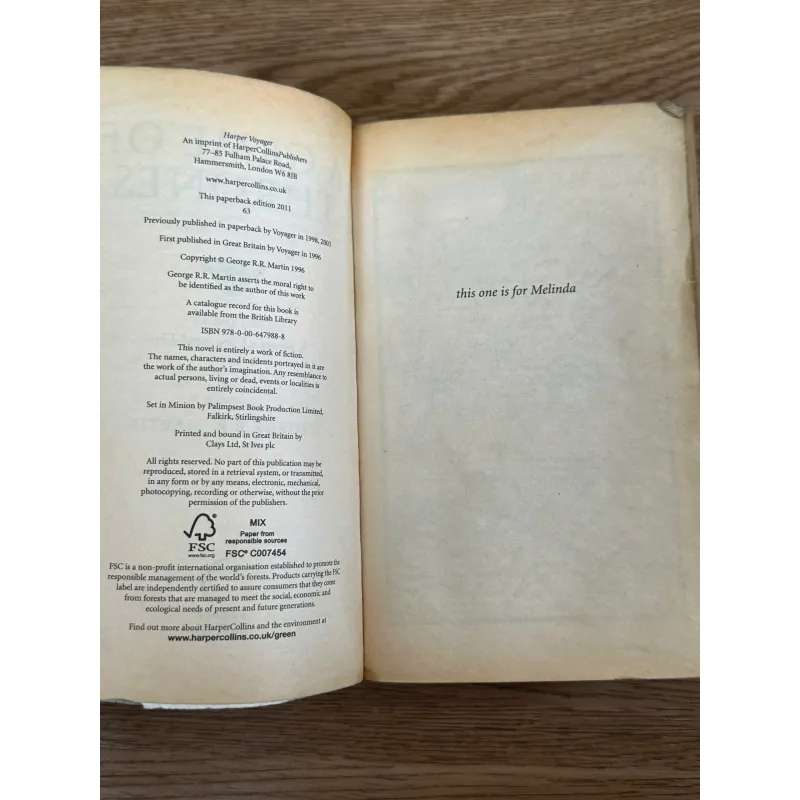 Harper Voyager
An imprint of HarperCollinsPublishers
77–85 Fulham Palace Road,
Hammersmith, London W6 8JB
www.harpercollins.co.uk
This paperback edition 2011
63
Previously published in paperback by Voyager in 1998, 2003
First published in Great Britain by Voyager in 1996
Copyright © George R.R. Martin 1996
George R.R. Martin asserts the moral right to
be identified as the author of this work
A catalogue record for this book is
available from the British Library
ISBN 978-0-00-647988-8
This novel is entirely a work of fiction.
The names, characters and incidents portrayed in it are
the work of the author's imagination. Any resemblance to
actual persons, living or dead, events or localities is
entirely coincidental.
Set in Minion by Palimpsest Book Production Limited,
Falkirk, Stirlingshire
Printed and bound in Great Britain by
Clays Ltd, St Ives plc
All rights reserved. No part of this publication may be
reproduced, stored in a retrieval system, or transmitted,
in any form or by any means, electronic, mechanical,
photocopying, recording or otherwise, without the prior
permission of the publishers.
FSC
www.fsc.org
MIX
Paper from
responsible sources
FSC® C007454
FSC is a non-profit international organisation established to promote the
responsible management of the world's forests. Products carrying the FSC
label are independently certified to assure consumers that they come
from forests that are managed to meet the social, economic and
ecological needs of present and future generations.
Find out more about HarperCollins and the environment at
www.harpercollins.co.uk/green
this one is for Melinda